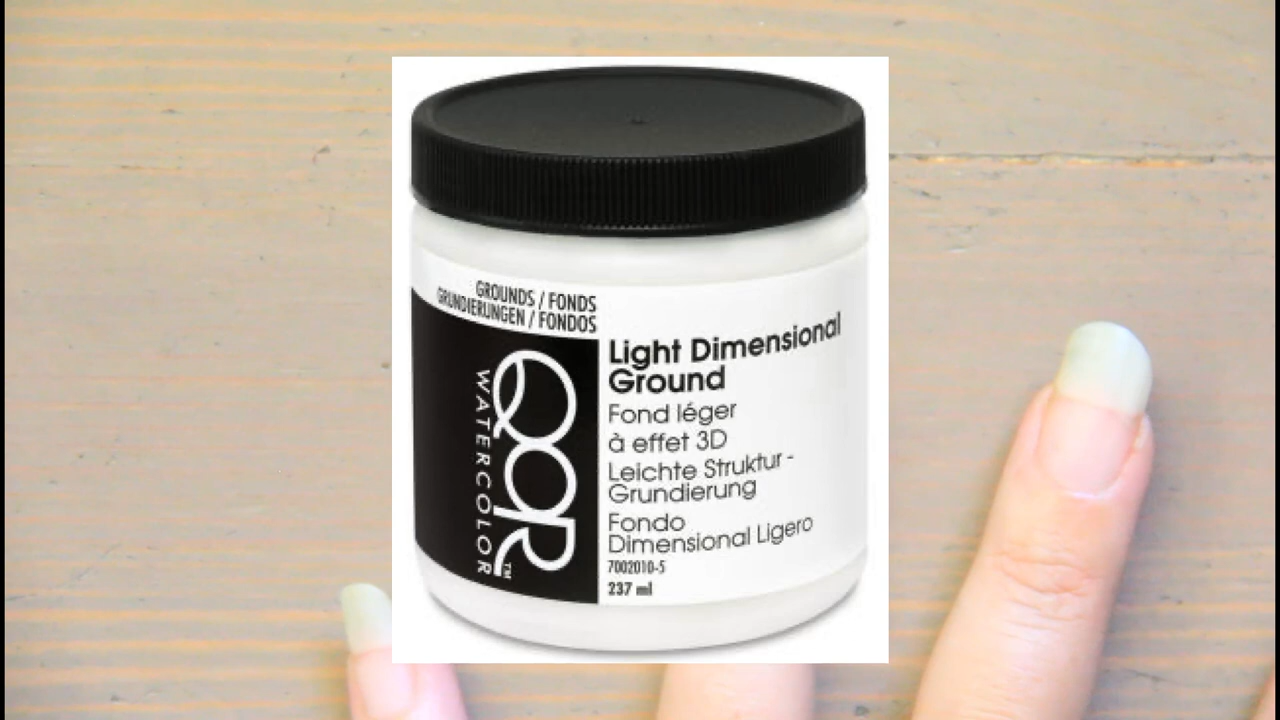 GROUNDS / FONDS
GRUNDIERUNGEN / FONDOS
QOR™
WATERCOLOR
Light Dimensional
Ground
Fond léger
à effet 3D
Leichte Struktur -
Grundierung
Fondo
Dimensional Ligero
7002010-5
237 ml